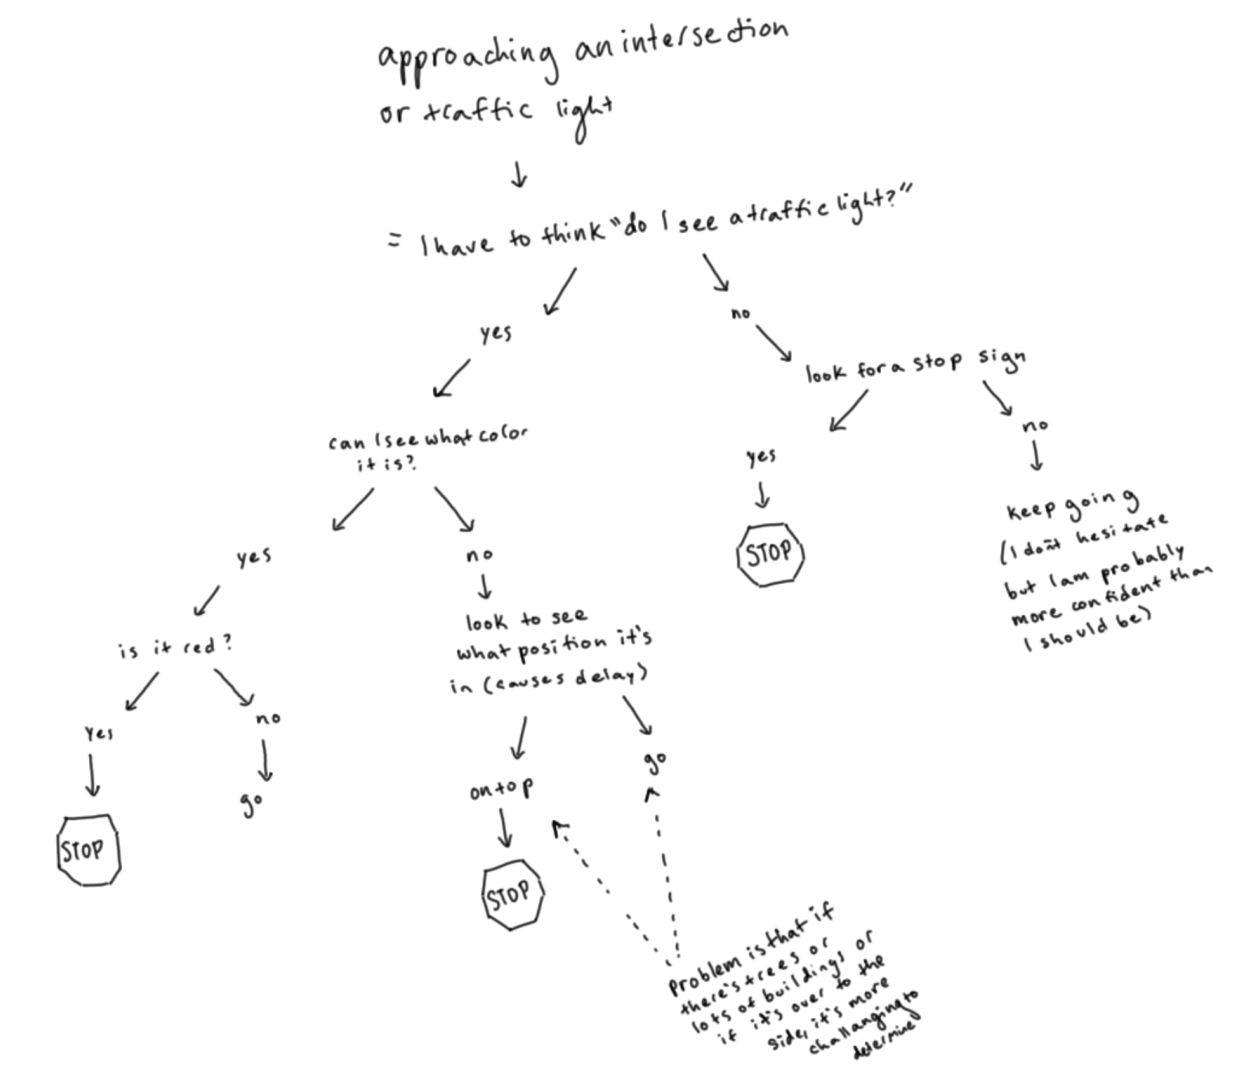 approaching an intersection
or traffic light
= I have to think "do I see a traffic light?"
yes
no
look for a stop sign
can I see what color
it is?
yes
no
yes
STOP
no
keep going
(I don't hesitate
but I am probably
more confident than
I should be)
is it red?
look to see
what position it's
in (causes delay)
yes
STOP
no
go
on top
STOP
go
problem is that if
there's trees or
lots of buildings or
if it's over to the
side, it's more
challanging to
determine